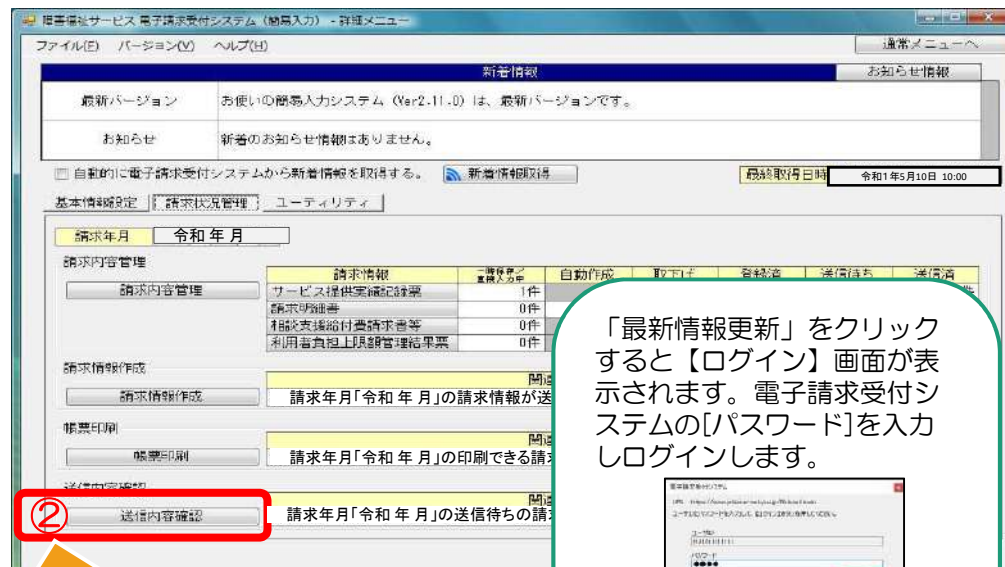 障害福祉サービス 電子請求受付システム（簡易入力） - 詳細メニュー
ファイル(F) バージョン(V) ヘルプ(H)
通常メニューへ
新着情報
お知らせ情報
最新バージョン
お使いの簡易入力システム（Ver2.11.0）は、最新バージョンです。
お知らせ
新着のお知らせ情報はありません。
自動的に電子請求受付システムから新着情報を取得する。
新着情報取得
最終取得日時
令和1年5月10日 10:00
基本情報設定 請求状況管理 ユーティリティ
請求年月 令和 年 月
請求内容管理
請求情報 自動作成 取下げ 登録済 送信待ち 送信済
請求内容管理
サービス提供実績記録票 1件
請求明細書 0件
相談支援給付費請求書等 0件
利用者負担上限額管理結果票 0件
請求情報作成
関連
請求情報作成
請求年月「令和 年 月」の請求情報が送
帳票印刷
関連
帳票印刷
請求年月「令和 年 月」の印刷できる請
送信内容確認
関連
②
送信内容確認
請求年月「令和 年 月」の送信待ちの請
「最新情報更新」をクリック
すると【ログイン】画面が表
示されます。電子請求受付シ
ステムの[パスワード]を入力
しログインします。
ユーザID
パスワード